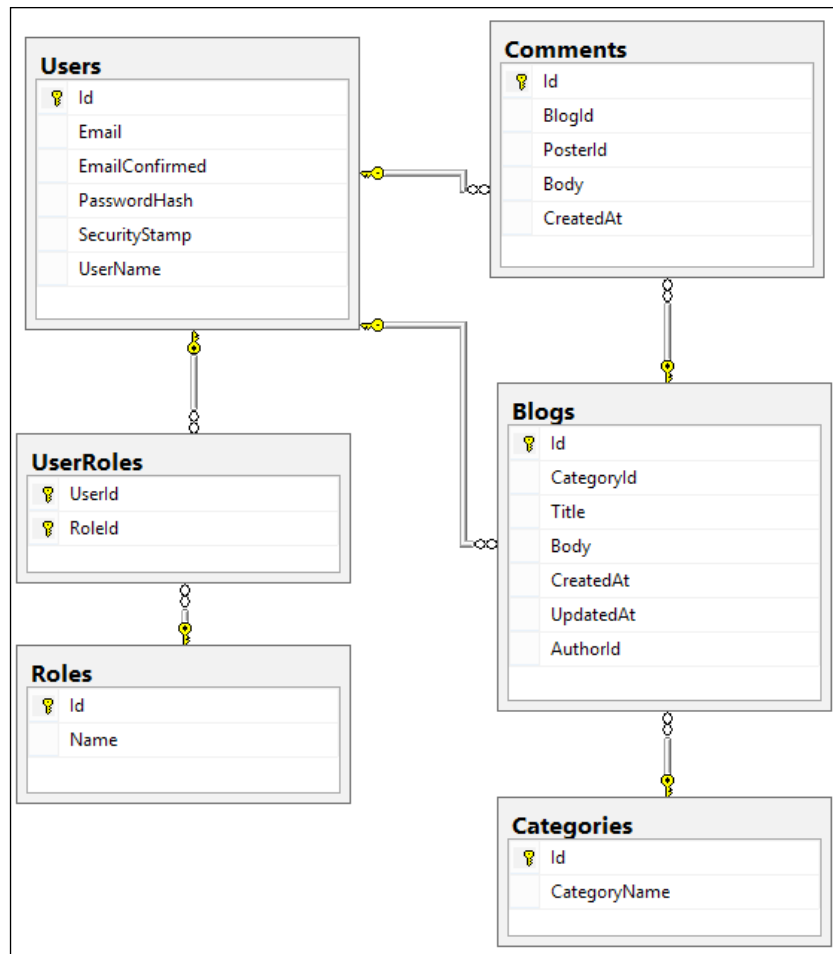 Users
Id
Email
EmailConfirmed
PasswordHash
SecurityStamp
UserName
Comments
Id
BlogId
PosterId
Body
CreatedAt
UserRoles
UserId
RoleId
Roles
Id
Name
Blogs
Id
CategoryId
Title
Body
CreatedAt
UpdatedAt
AuthorId
Categories
Id
CategoryName